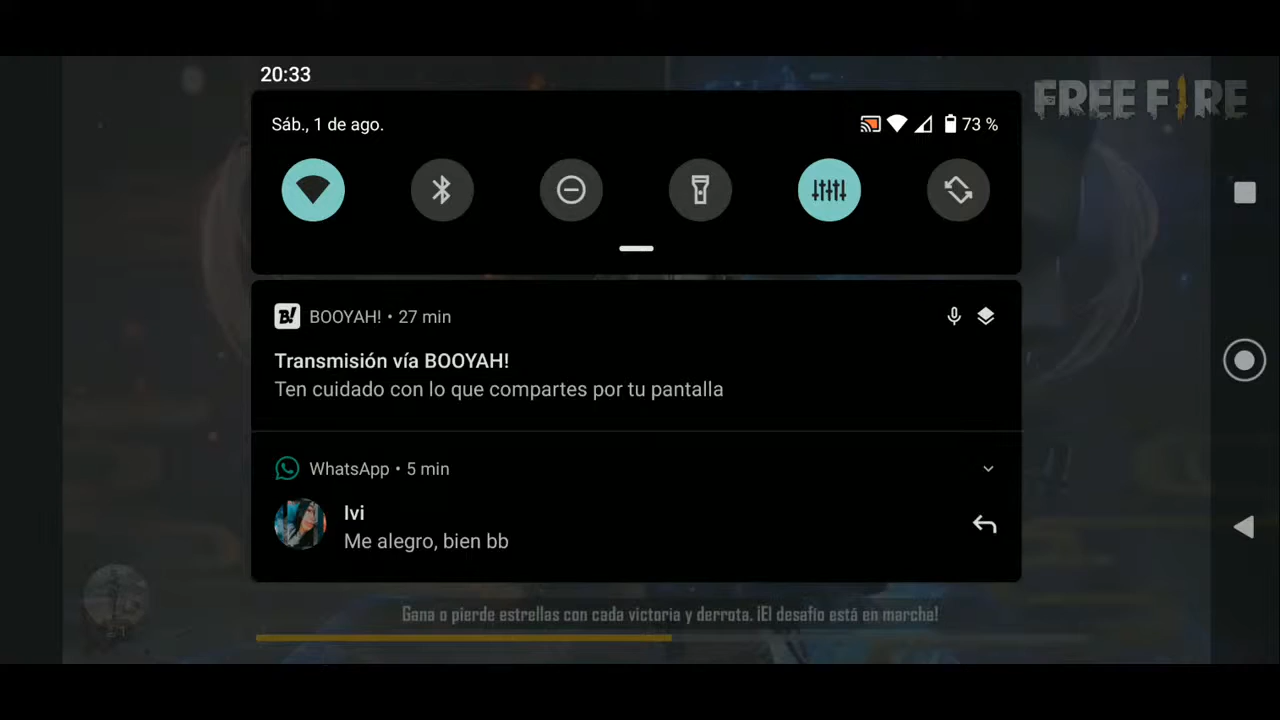 20:33
FREE FIRE
Sáb., 1 de ago.
73 %
BOOYAH! • 27 min
Transmisión vía BOOYAH!
Ten cuidado con lo que compartes por tu pantalla
WhatsApp • 5 min
Ivi
Me alegro, bien bb
Gana o pierde estrellas con cada victoria y derrota. ¡El desafío está en marcha!